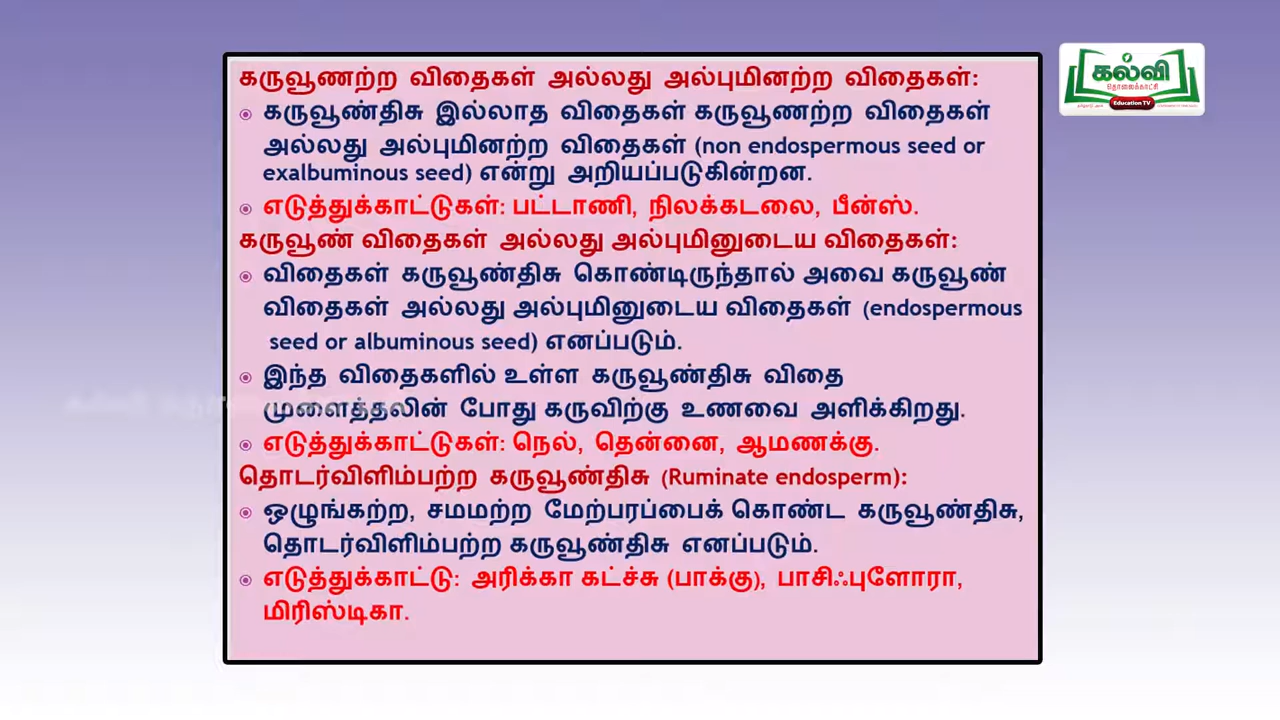 கருவூணற்ற விதைகள் அல்லது அல்புமினற்ற விதைகள்:
கருவூண்திசு இல்லாத விதைகள் கருவூணற்ற விதைகள்
அல்லது அல்புமினற்ற விதைகள் (non endospermous seed or
exalbuminous seed) என்று அறியப்படுகின்றன.
எடுத்துக்காட்டுகள்: பட்டாணி, நிலக்கடலை, பீன்ஸ்.
கருவூண் விதைகள் அல்லது அல்புமினுடைய விதைகள்:
விதைகள் கருவூண்திசு கொண்டிருந்தால் அவை கருவூண்
விதைகள் அல்லது அல்புமினுடைய விதைகள் (endospermous
seed or albuminous seed) எனப்படும்.
இந்த விதைகளில் உள்ள கருவூண்திசு விதை
முளைத்தலின் போது கருவிற்கு உணவை அளிக்கிறது.
எடுத்துக்காட்டுகள்: நெல், தென்னை, ஆமணக்கு.
தொடர்விளிம்பற்ற கருவூண்திசு (Ruminate endosperm):
ஒழுங்கற்ற, சமமற்ற மேற்பரப்பைக் கொண்ட கருவூண்திசு,
தொடர்விளிம்பற்ற கருவூண்திசு எனப்படும்.
எடுத்துக்காட்டு: அரிக்கா கட்ச்சு (பாக்கு), பாசிஃபுளோரா,
மிரிஸ்டிகா.
கல்வி
தொலைக்காட்சி
Education TV